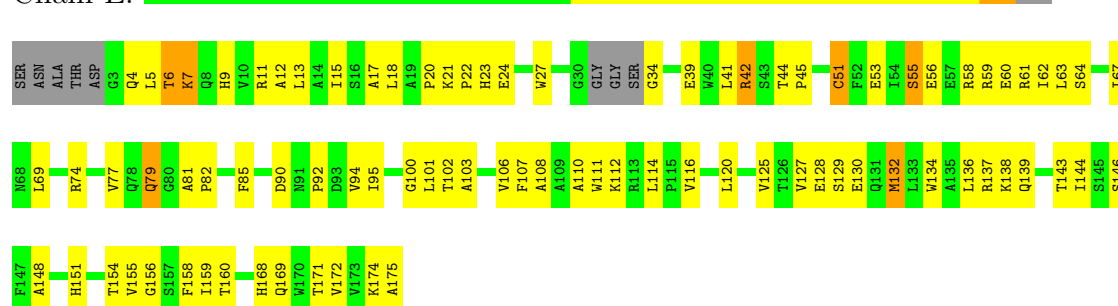 SER ASN ALA THR ASP G3 Q4 L5 T6 K7 Q8 H9 V10 R11 A12 L13 A14 I15 S16 A17 L18 A19 P20 K21 P22 H23 E24 W27 G30 GLY GLY SER G34 E39 W40 L41 R42 S43 T44 P45 C51 F52 E53 I54 S55 E56 E57 R58 R59 E60 R61 I62 L63 S64
N68 L69 R74 V77 Q78 Q79 G80 A81 P82 F85 D90 N91 P92 D93 V94 I95 G100 L101 T102 A103 V106 F107 A108 A109 A110 W111 K112 R113 L114 P115 V116 L120 V125 T126 V127 E128 S129 E130 Q131 M132 L133 W134 A135 L136 R137 K138 Q139 T143 I144 S145 S146
F147 A148 H151 T154 V155 G156 S157 F158 I159 T160 H168 Q169 W170 T171 V172 V173 K174 A175